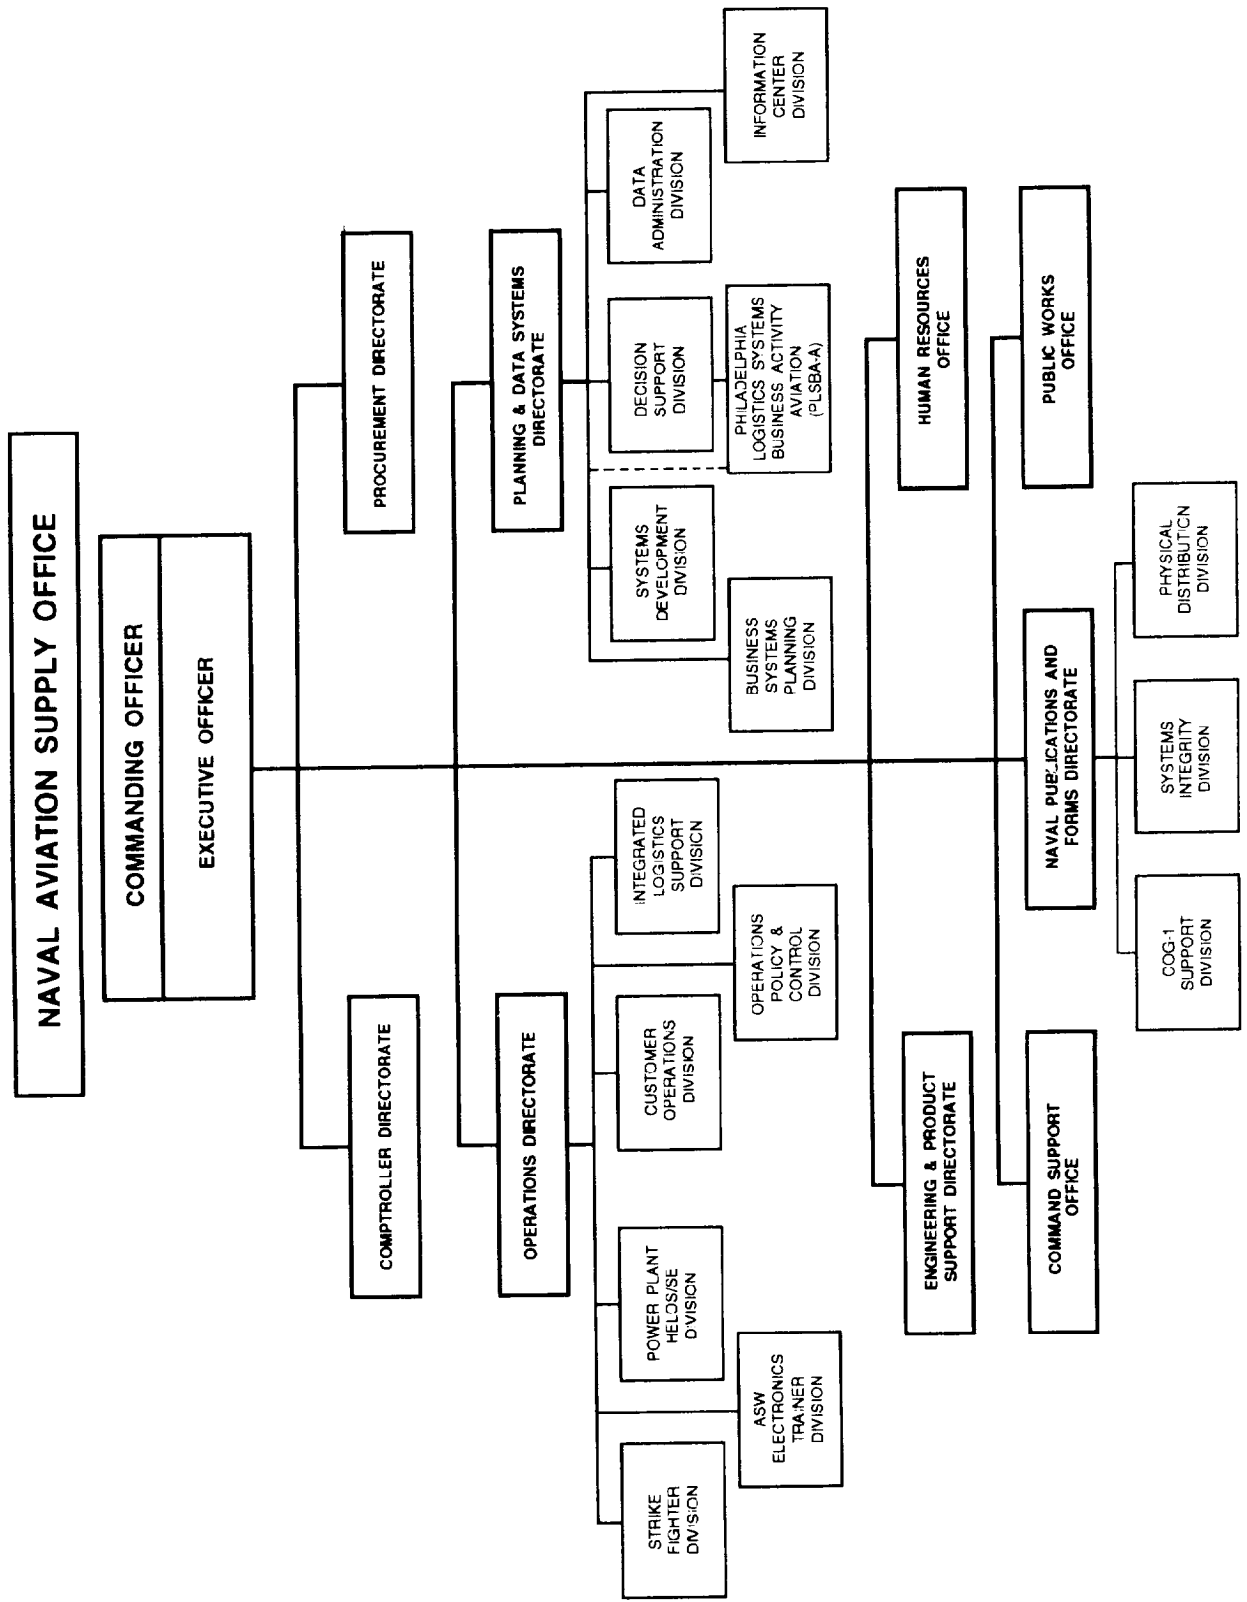 NAVAL AVIATION SUPPLY OFFICE
COMMANDING OFFICER
EXECUTIVE OFFICER
COMPTROLLER DIRECTORATE
PROCUREMENT DIRECTORATE
OPERATIONS DIRECTORATE
PLANNING & DATA SYSTEMS
DIRECTORATE
STRIKE
FIGHTER
DIVISION
POWER PLANT
HELOS/SE
DIVISION
CUSTOMER
OPERATIONS
DIVISION
INTEGRATED
LOGISTICS
SUPPORT
DIVISION
SYSTEMS
DEVELOPMENT
DIVISION
DECISION
SUPPORT
DIVISION
DATA
ADMINISTRATION
DIVISION
ASW
ELECTRONICS
TRAINER
DIVISION
OPERATIONS
POLICY &
CONTROL
DIVISION
BUSINESS
SYSTEMS
PLANNING
DIVISION
PHILADELPHIA
LOGISTICS SYSTEMS
BUSINESS ACTIVITY
AVIATION
(PLSBA-A)
INFORMATION
CENTER
DIVISION
ENGINEERING & PRODUCT
SUPPORT DIRECTORATE
HUMAN RESOURCES
OFFICE
COMMAND SUPPORT
OFFICE
NAVAL PUBLICATIONS AND
FORMS DIRECTORATE
PUBLIC WORKS
OFFICE
COG-1
SUPPORT
DIVISION
SYSTEMS
INTEGRITY
DIVISION
PHYSICAL
DISTRIBUTION
DIVISION